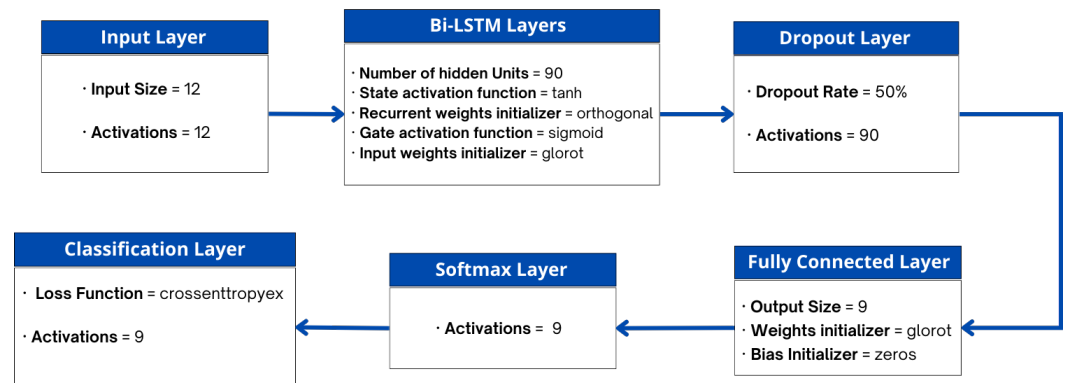 Input Layer
· Input Size = 12
· Activations = 12
Bi-LSTM Layers
· Number of hidden Units = 90
· State activation function = tanh
· Recurrent weights initializer = orthogonal
· Gate activation function = sigmoid
· Input weights initializer = glorot
Dropout Layer
· Dropout Rate = 50%
· Activations = 90
Fully Connected Layer
· Output Size = 9
· Weights initializer = glorot
· Bias Initializer = zeros
Softmax Layer
· Activations = 9
Classification Layer
· Loss Function = crossenttropyex
· Activations = 9